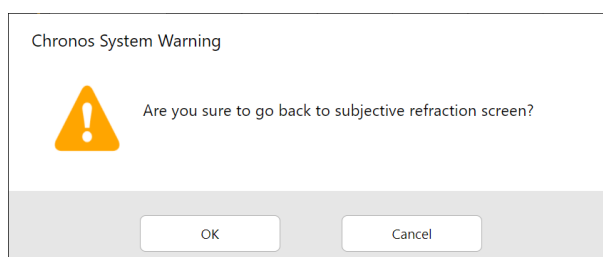 Chronos System Warning
Are you sure to go back to subjective refraction screen?
OK Cancel